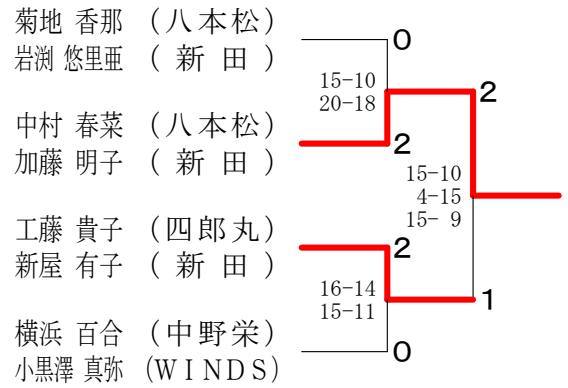 菊地 香那 （八本松）
岩渕 悠里亜 （ 新 田 ）
0
15-10
20-18
2
中村 春菜 （八本松）
加藤 明子 （ 新 田 ）
2
15-10
4-15
15- 9
工藤 貴子 （四郎丸）
新屋 有子 （ 新 田 ）
2
16-14
15-11
1
横浜 百合 （中野栄）
小黒澤 真弥 （WINDS）
0